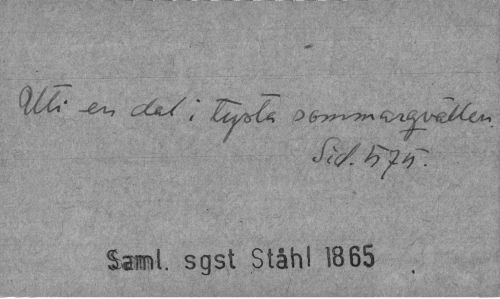 Uti en dal i tysta sommarqvällen
Sid. 575.
Saml. sgst Ståhl 1865